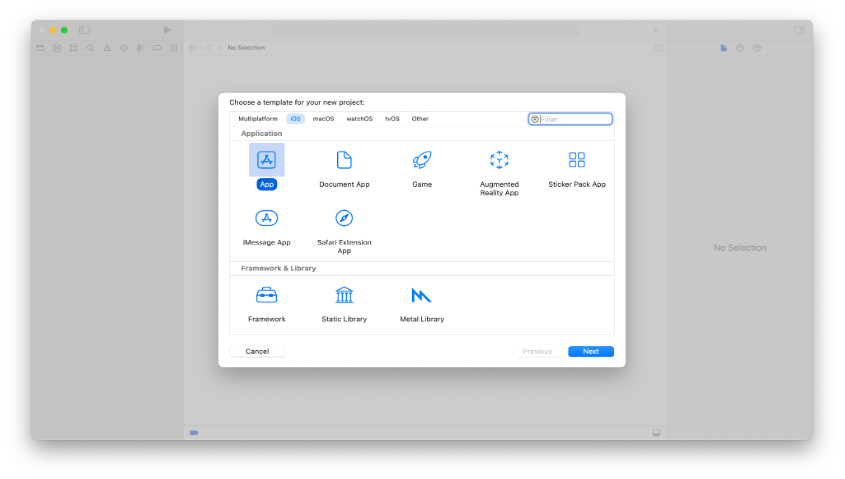 No Selection
Choose a template for your new project:
Multiplatform iOS macOS watchOS tvOS Other Filter
Application
App Document App Game Augmented Reality App Sticker Pack App
iMessage App Safari Extension App
Framework & Library
Framework Static Library Metal Library
No Selection
Cancel Previous Next